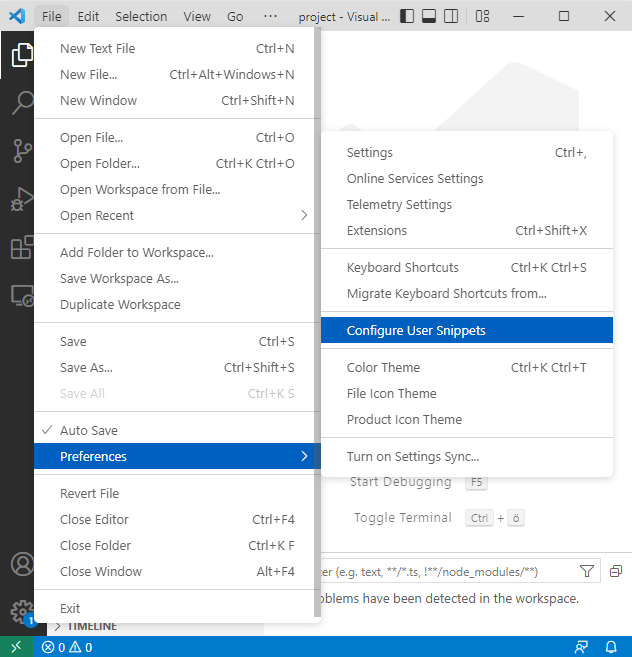 File Edit Selection View Go ··· project - Visual ...
New Text File Ctrl+N
New File... Ctrl+Alt+Windows+N
New Window Ctrl+Shift+N
Open File... Ctrl+O
Open Folder... Ctrl+K Ctrl+O
Open Workspace from File...
Open Recent
Add Folder to Workspace...
Save Workspace As...
Duplicate Workspace
Save Ctrl+S
Save As... Ctrl+Shift+S
Save All Ctrl+K S
Auto Save
Preferences
Revert File
Close Editor Ctrl+F4
Close Folder Ctrl+K F
Close Window Alt+F4
Exit
Settings Ctrl+,
Online Services Settings
Telemetry Settings
Extensions Ctrl+Shift+X
Keyboard Shortcuts Ctrl+K Ctrl+S
Migrate Keyboard Shortcuts from...
Configure User Snippets
Color Theme Ctrl+K Ctrl+T
File Icon Theme
Product Icon Theme
Turn on Settings Sync...
Start Debugging F5
Toggle Terminal Ctrl + ö
(e.g. text, **/*.ts, !**/node_modules/**)
have been detected in the workspace.
1
TIMELINE
0 0